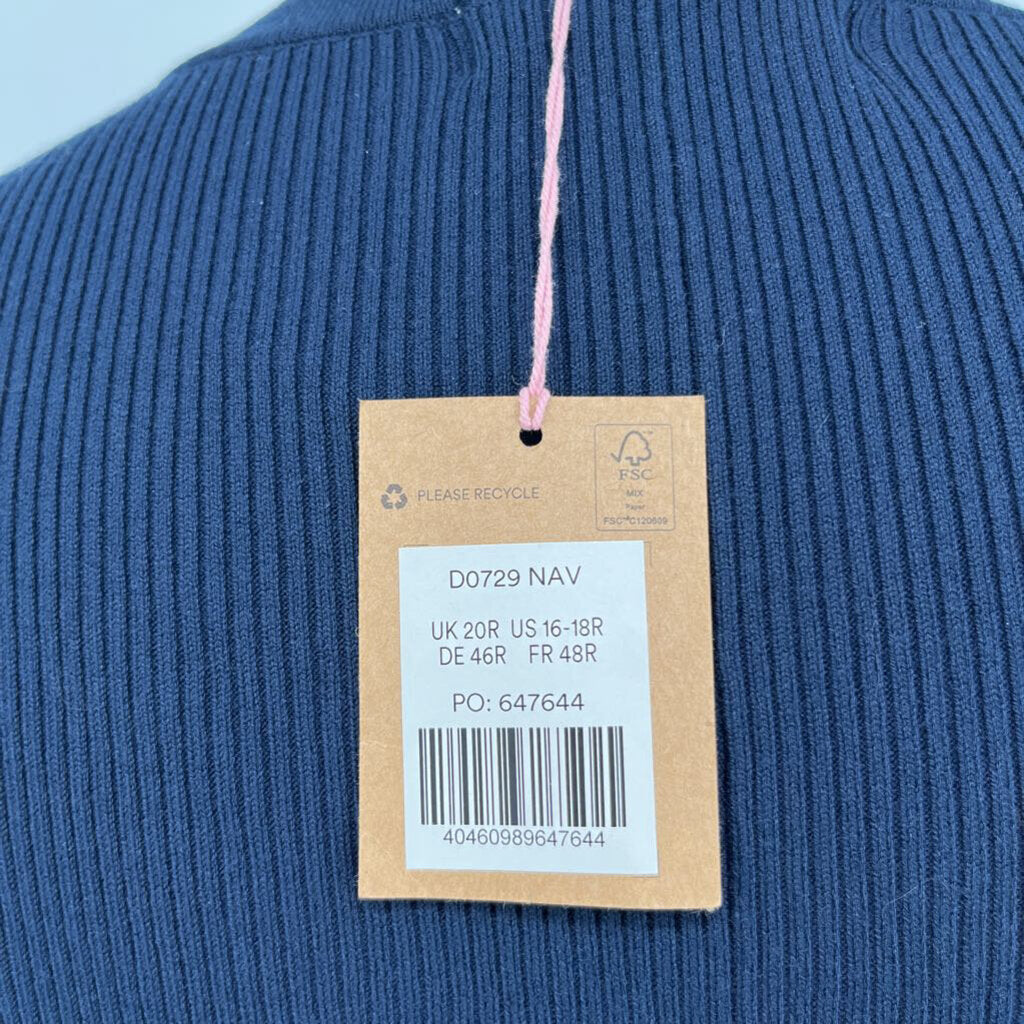 PLEASE RECYCLE
FSC
MIX
Paper
FSC® C120609
D0729 NAV
UK 20R US 16-18R
DE 46R FR 48R
PO: 647644
40460989647644